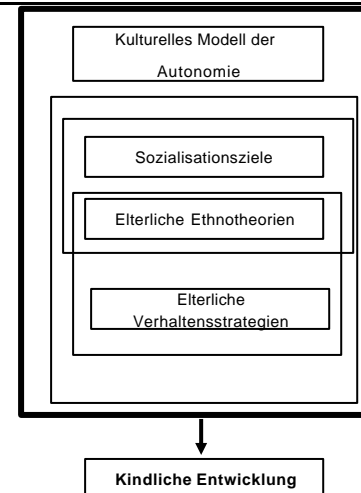 Kulturelles Modell der
Autonomie
Sozialisationsziele
Elterliche Ethnotheorien
Elterliche
Verhaltensstrategien
Kindliche Entwicklung